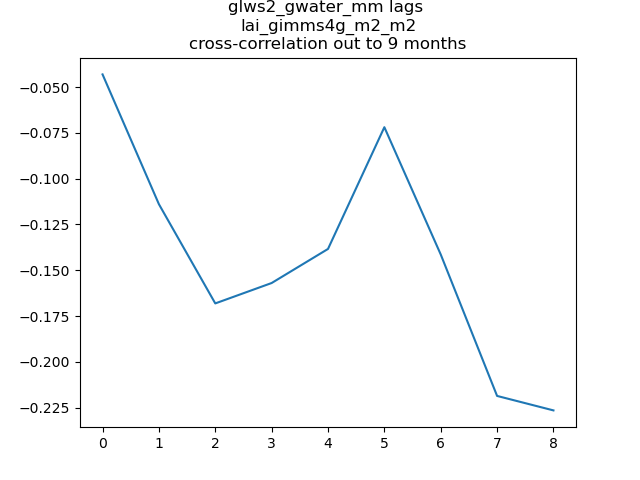 glws2_gwater_mm lags
lai_gimms4g_m2_m2
cross-correlation out to 9 months
−0.050
−0.075
−0.100
−0.125
−0.150
−0.175
−0.200
−0.225
0 1 2 3 4 5 6 7 8